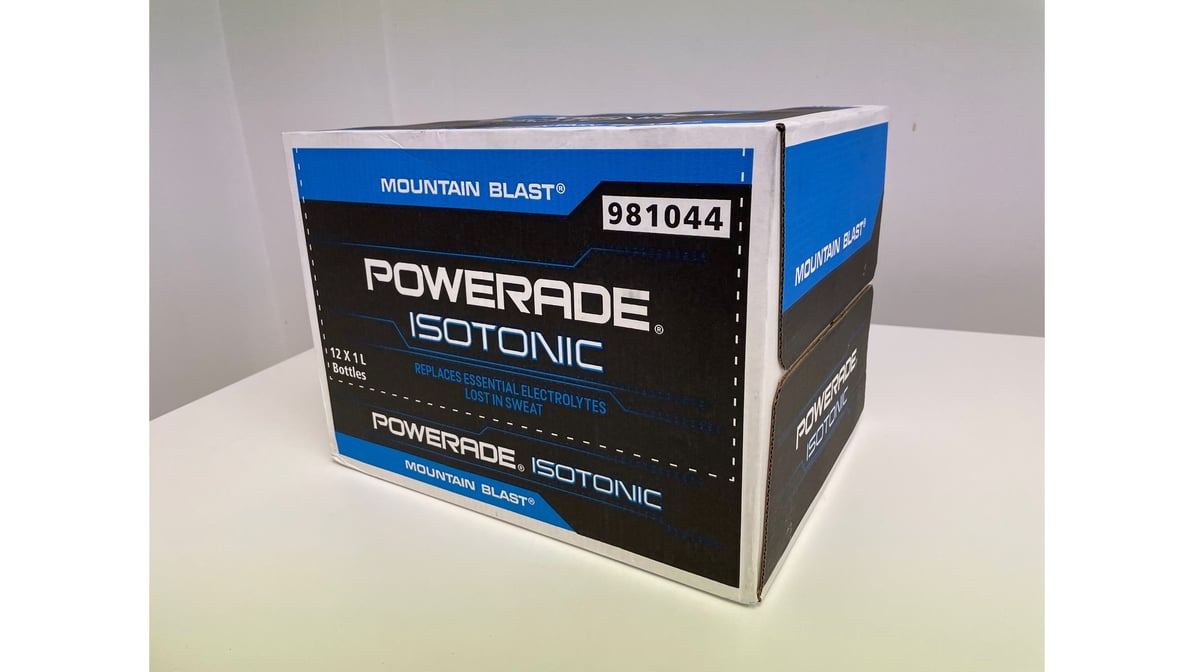 MOUNTAIN BLAST®
981044
POWERADE®
ISOTONIC
12 X 1 L
Bottles
REPLACES ESSENTIAL ELECTROLYTES
LOST IN SWEAT
POWERADE® ISOTONIC
MOUNTAIN BLAST®
MOUNTAIN BLAST®
POWERADE
ISOTONIC